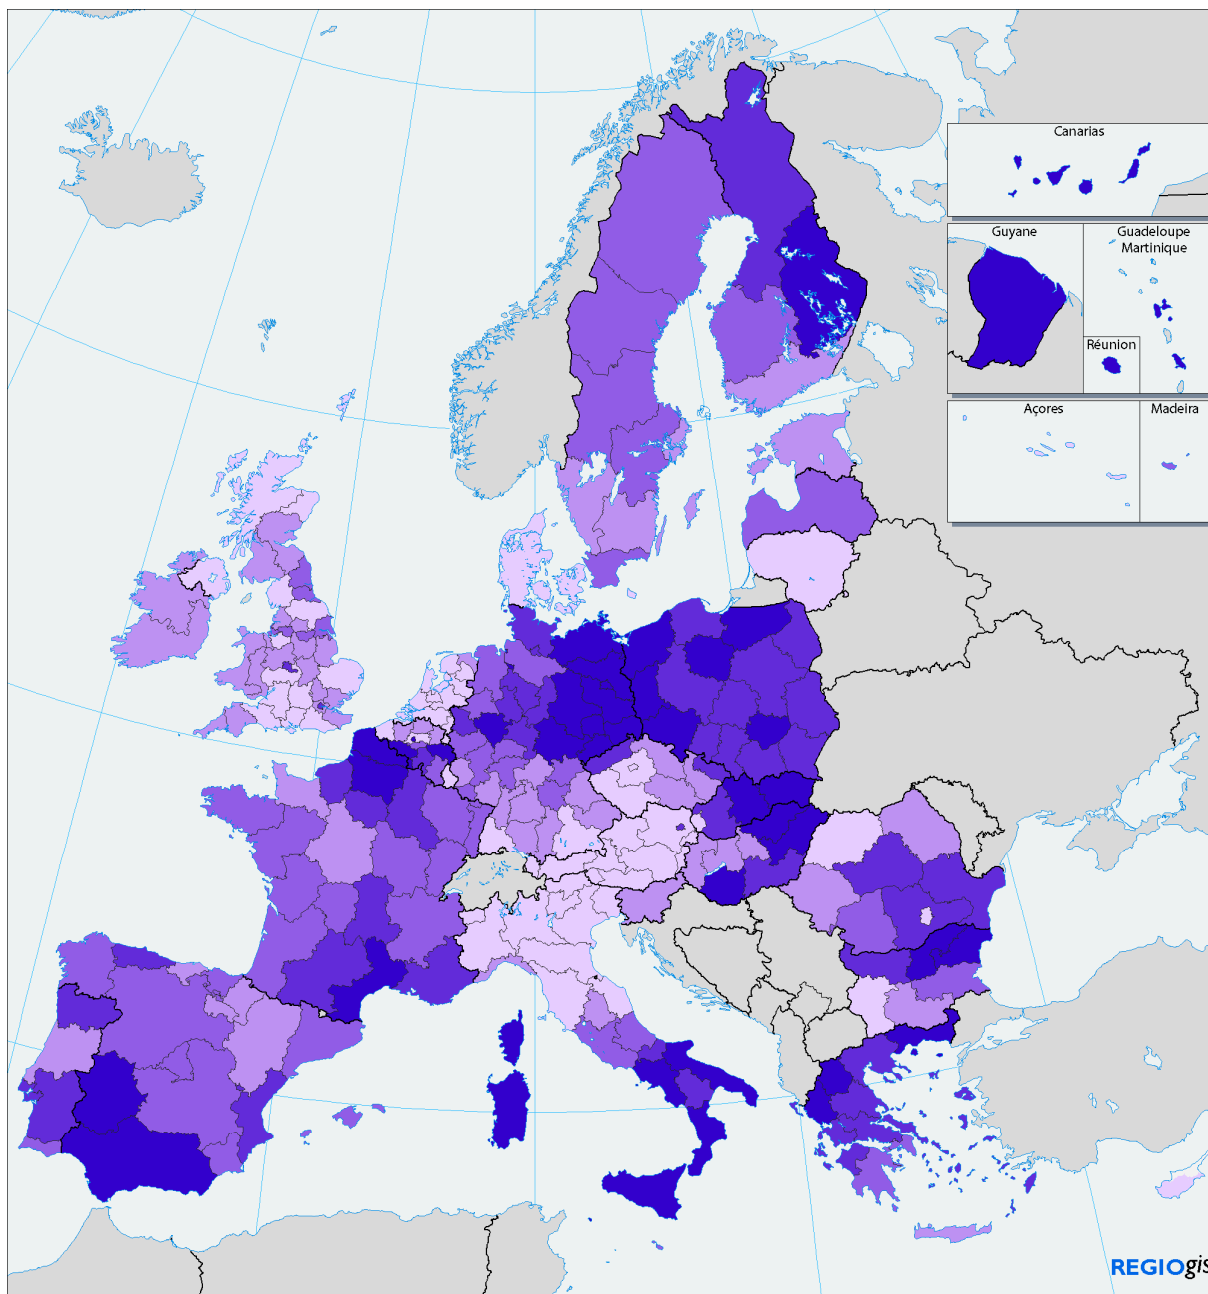 Canarias
Guyane
Guadeloupe
Martinique
Réunion
Açores
Madeira
REGIOgis